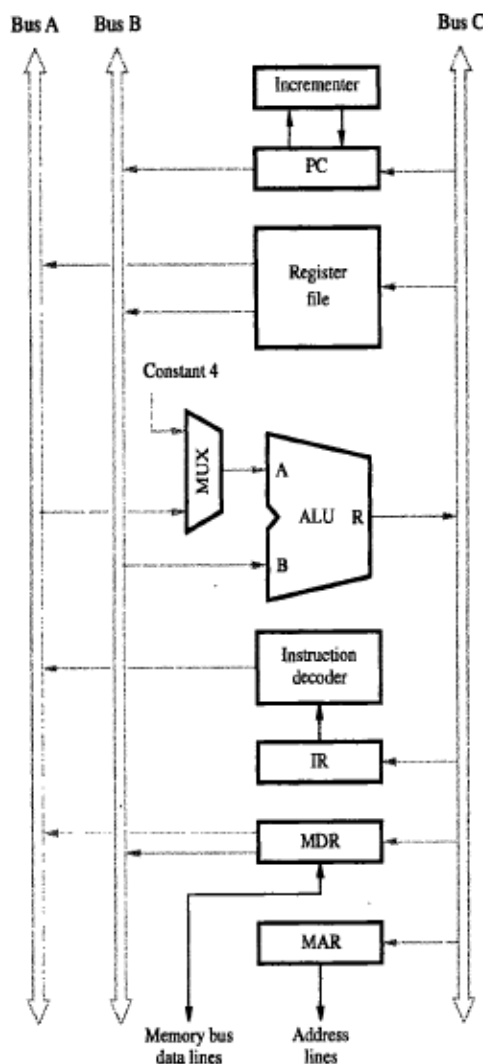 Bus A
Bus B
Bus C
Incrementer
PC
Register
file
Constant 4
MUX
A
ALU
R
B
Instruction
decoder
IR
MDR
MAR
Memory bus
data lines
Address
lines